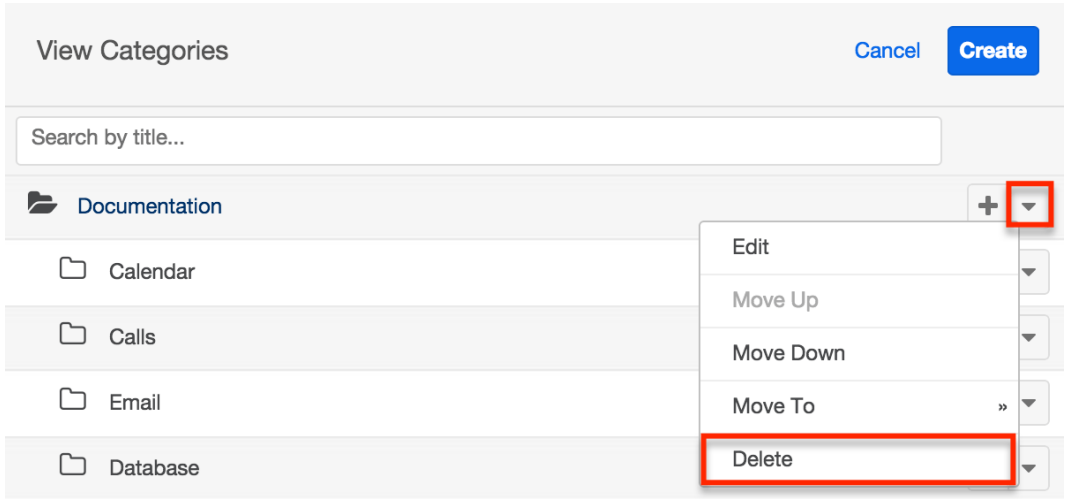 View Categories
Cancel
Create
Search by title...
Documentation
Edit
Calendar
Move Up
Calls
Move Down
Email
Move To »
Database
Delete